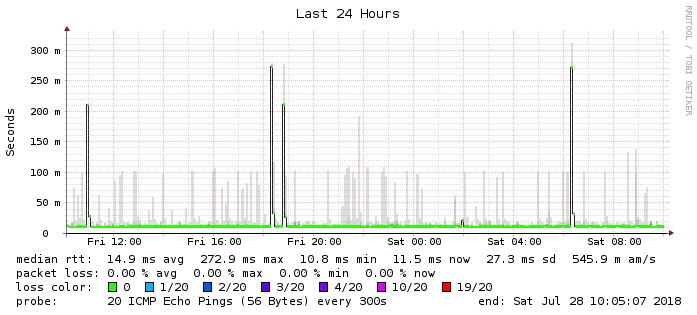 Last 24 Hours
RRDTOOL / TOBI OETIKER
Seconds
300 m
250 m
200 m
150 m
100 m
50 m
0
Fri 12:00 Fri 16:00 Fri 20:00 Sat 00:00 Sat 04:00 Sat 08:00
median rtt: 14.9 ms avg 272.9 ms max 10.8 ms min 11.5 ms now 27.3 ms sd 545.9 m am/s
packet loss: 0.00 % avg 0.00 % max 0.00 % min 0.00 % now
loss color: 0 1/20 2/20 3/20 4/20 10/20 19/20
probe: 20 ICMP Echo Pings (56 Bytes) every 300s end: Sat Jul 28 10:05:07 2018